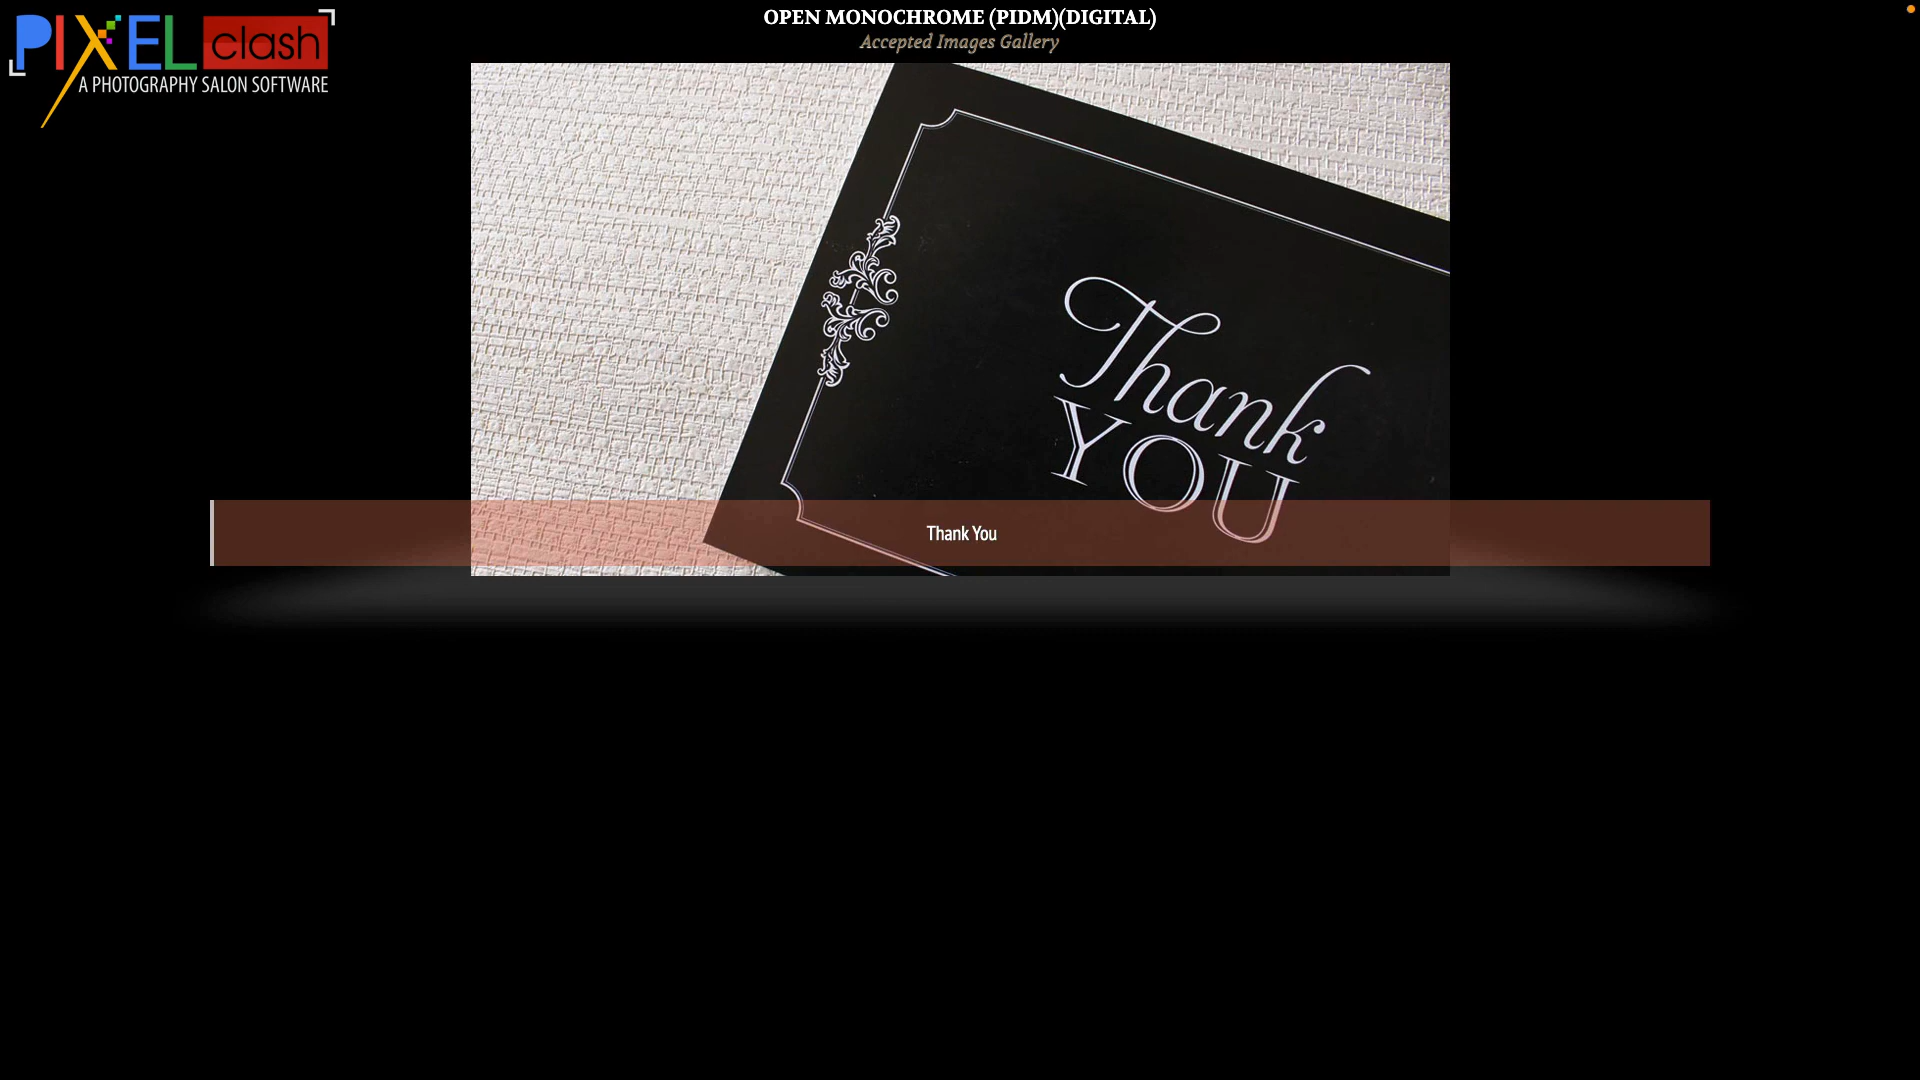 PIXEL clash
A PHOTOGRAPHY SALON SOFTWARE
OPEN MONOCHROME (PIDM)(DIGITAL)
Accepted Images Gallery
Thank
YOU
Thank You